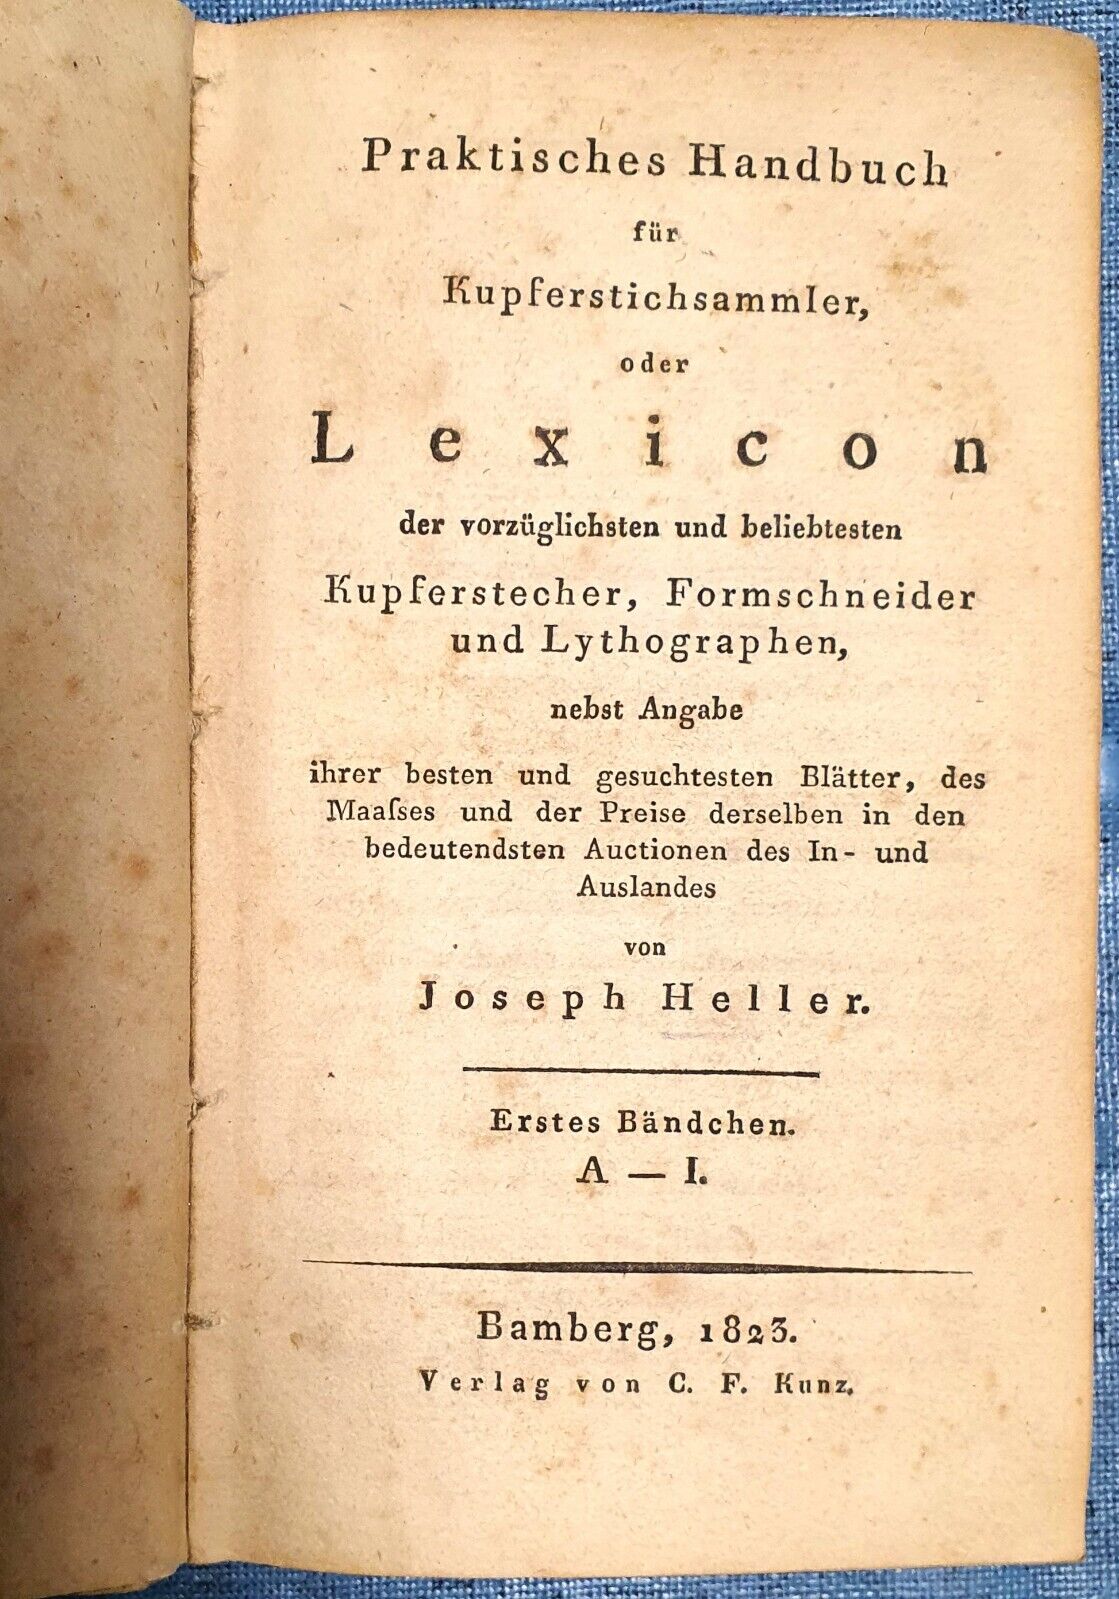 Praktisches Handbuch
für
Kupferstichsammler,
oder
Lexicon
der vorzüglichsten und beliebtesten
Kupferstecher, Formschneider
und Lythographen,
nebst Angabe
ihrer besten und gesuchtesten Blätter, des
Maaſses und der Preise derselben in den
bedeutendsten Auctionen des In- und
Auslandes
von
Joseph Heller.
Erstes Bändchen.
A — I.
Bamberg, 1823.
Verlag von C. F. Kunz.